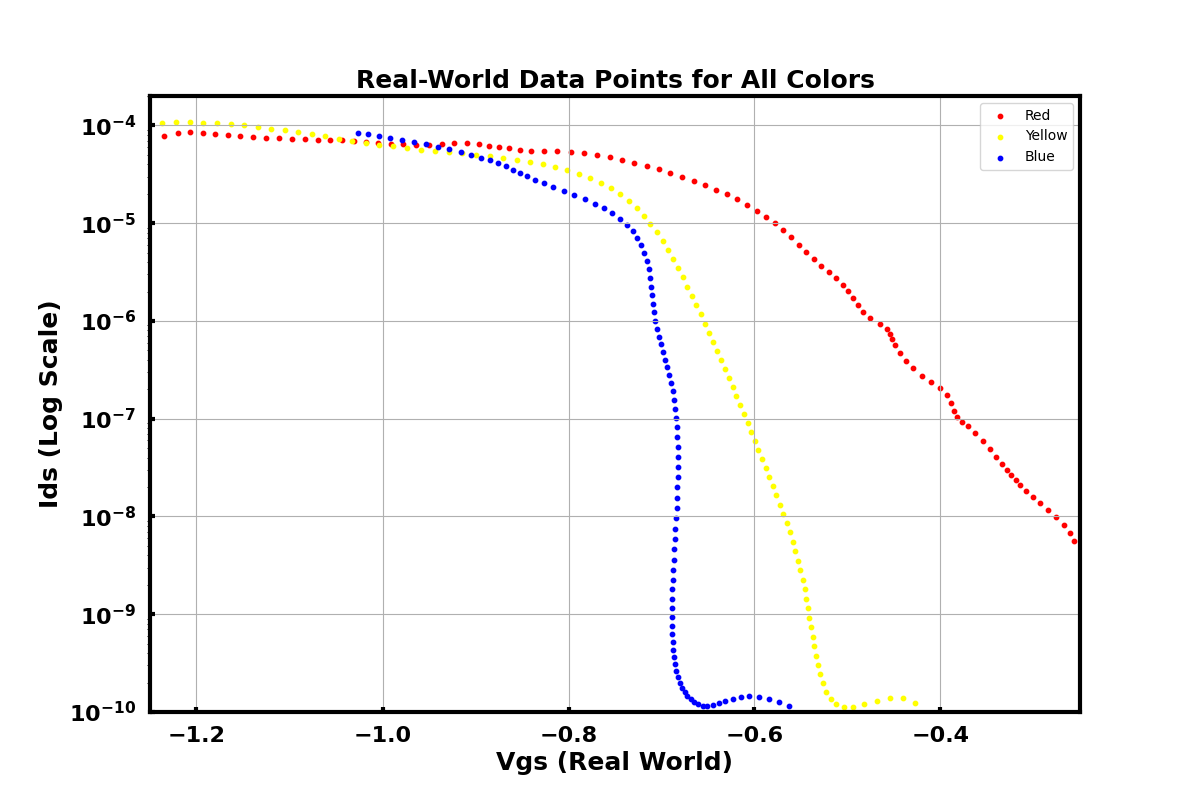 Real-World Data Points for All Colors
Red
Yellow
Blue
10⁻⁴
10⁻⁵
10⁻⁶
10⁻⁷
10⁻⁸
10⁻⁹
10⁻¹⁰
Ids (Log Scale)
−1.2 −1.0 −0.8 −0.6 −0.4
Vgs (Real World)